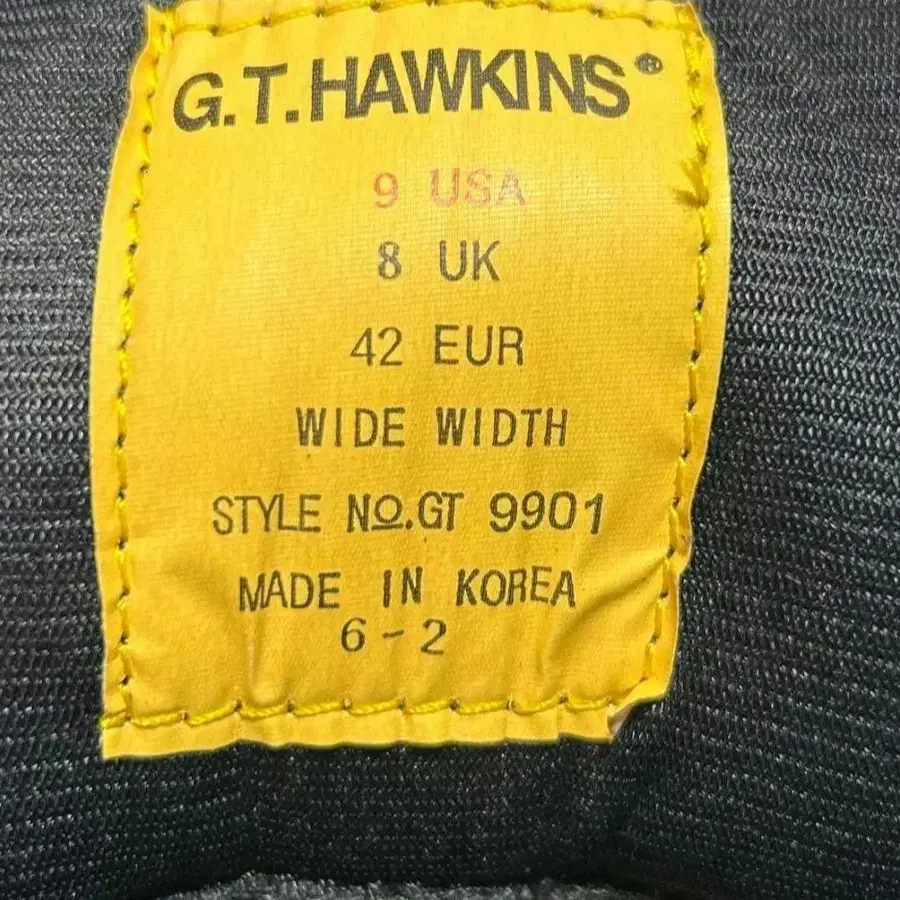 G.T.HAWKINS®
9 USA
8 UK
42 EUR
WIDE WIDTH
STYLE No.GT 9901
MADE IN KOREA
6-2